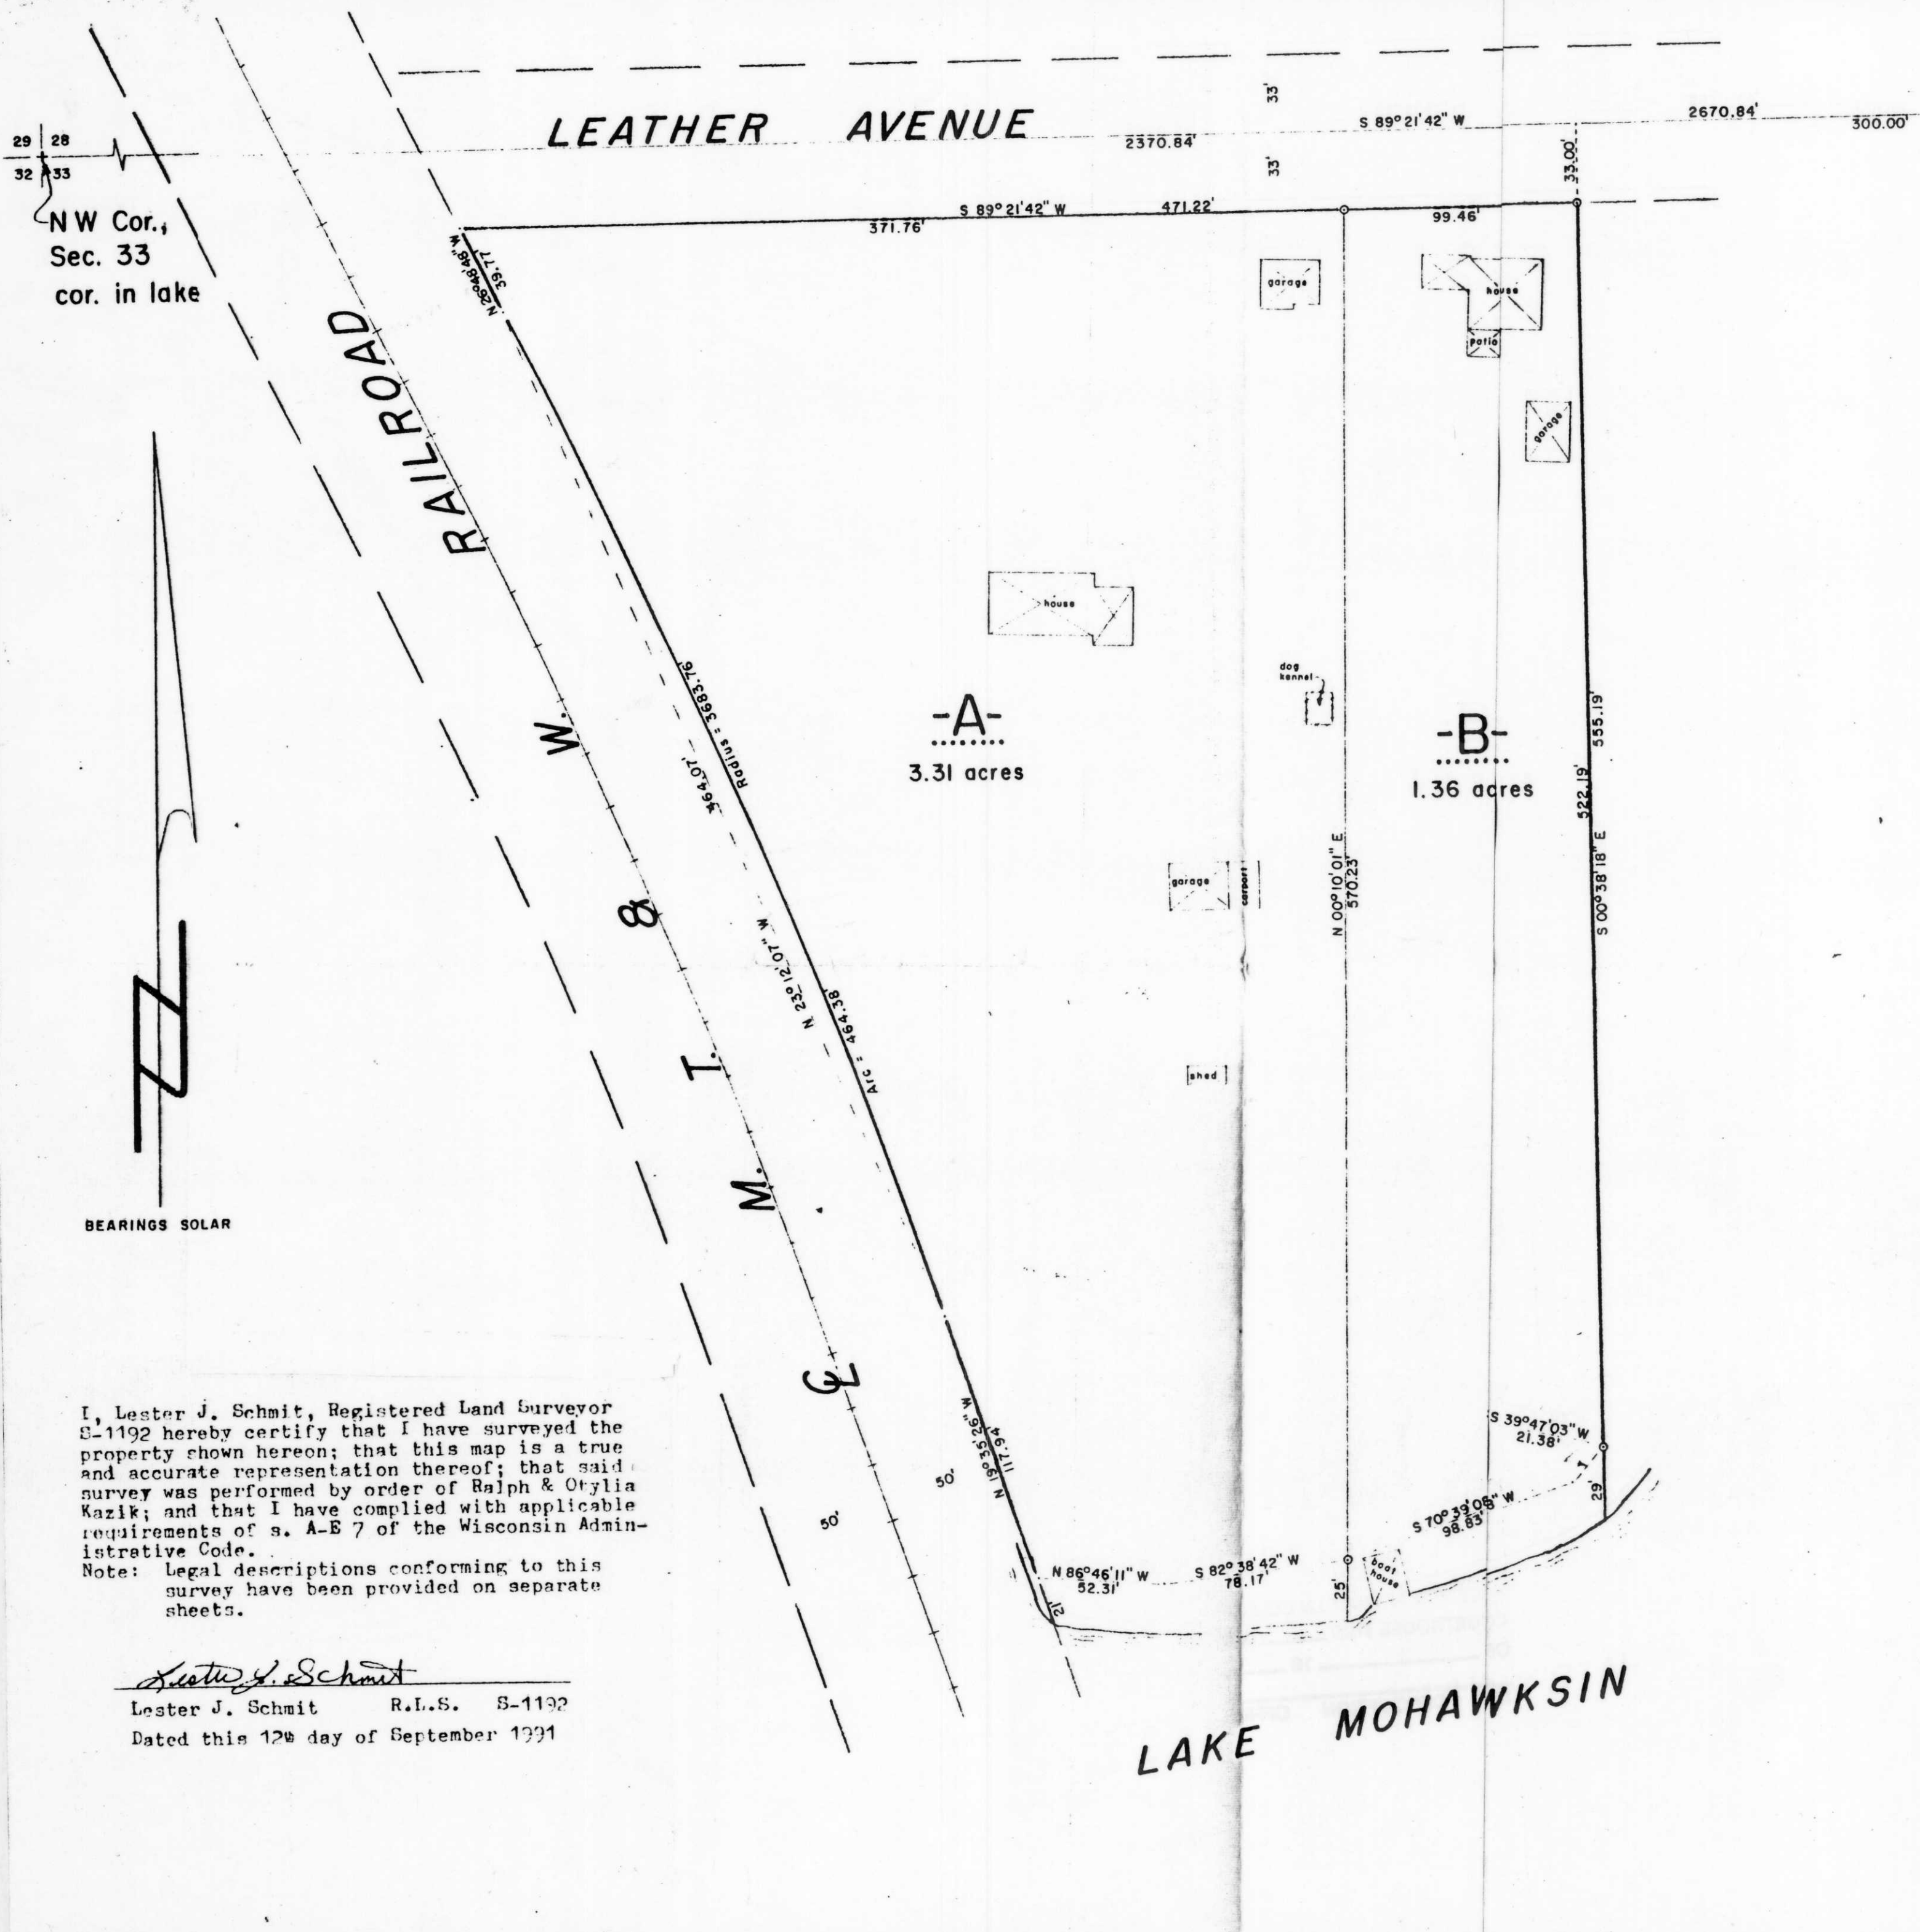 LEATHER AVENUE
33'
33'
S 89° 21' 42" W
2670.84'
300.00'
2370.84'
33.00'
29 28
32 33
NW Cor.,
Sec. 33
cor. in lake
S 89° 21' 42" W
471.22'
371.76'
99.46'
N 26° 48' 48" W
39.77'
garage
house
patio
garage
RAILROAD
house
dog
kennel
W. & T. M.
CL
Radius = 3683.76'
464.07'
N 23° 12' 07" W
Arc = 464.38'
-A-
3.31 acres
-B-
1.36 acres
555.19'
522.19'
S 00° 38' 18" E
N 00° 10' 01" E
570.23'
garage
carport
shed
BEARINGS SOLAR
N 19° 35' 26" W
117.94'
50'
50'
S 39° 47' 03" W
21.38'
29'
S 70° 39' 08" W
98.83'
boat
house
N 86° 46' 11" W
52.31'
S 82° 38' 42" W
78.17'
25'
21'
LAKE MOHAWKSIN
I, Lester J. Schmit, Registered Land Surveyor
S-1192 hereby certify that I have surveyed the
property shown hereon; that this map is a true
and accurate representation thereof; that said
survey was performed by order of Ralph & Otylia
Kazik; and that I have complied with applicable
requirements of s. A-E 7 of the Wisconsin Admin-
istrative Code.
Note: Legal descriptions conforming to this
survey have been provided on separate
sheets.
Lester J. Schmit
Lester J. Schmit R.L.S. S-1192
Dated this 12th day of September 1991